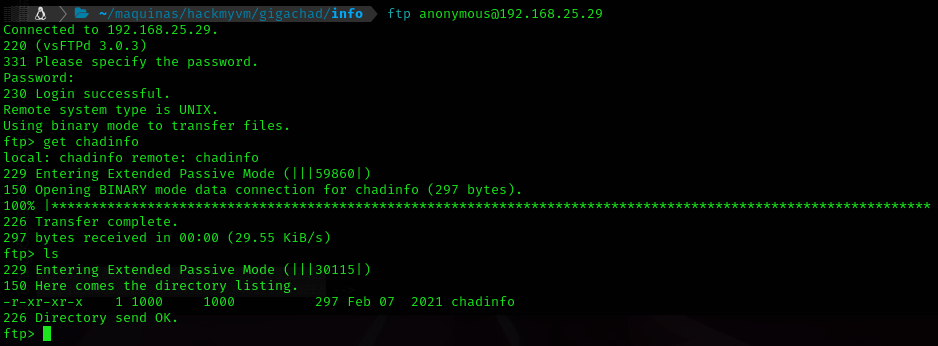 ~/maquinas/hackmyvm/gigachad/info ftp anonymous@192.168.25.29
Connected to 192.168.25.29.
220 (vsFTPd 3.0.3)
331 Please specify the password.
Password:
230 Login successful.
Remote system type is UNIX.
Using binary mode to transfer files.
ftp> get chadinfo
local: chadinfo remote: chadinfo
229 Entering Extended Passive Mode (|||59860|)
150 Opening BINARY mode data connection for chadinfo (297 bytes).
100% |**************************************************************************************************************
226 Transfer complete.
297 bytes received in 00:00 (29.55 KiB/s)
ftp> ls
229 Entering Extended Passive Mode (|||30115|)
150 Here comes the directory listing.
-r-xr-xr-x    1 1000     1000          297 Feb 07  2021 chadinfo
226 Directory send OK.
ftp>